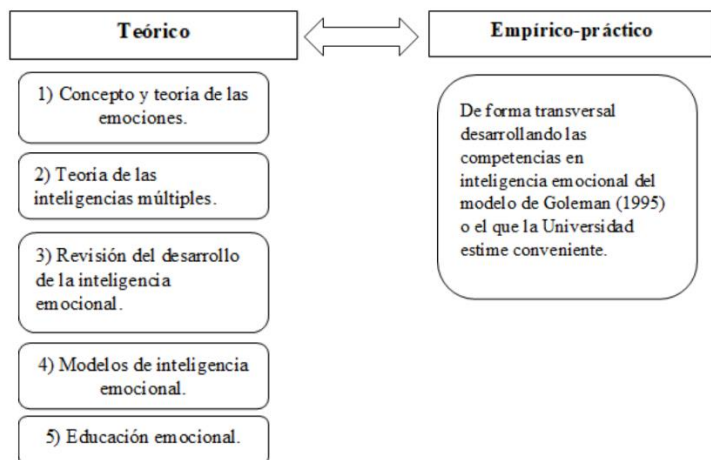 Teórico
1) Concepto y teoria de las
emociones.
2) Teoria de las
inteligencias múltiples.
3) Revisión del desarrollo
de la inteligencia
emocional.
4) Modelos de inteligencia
emocional.
5) Educación emocional.
Empírico-práctico
De forma transversal
desarrollando las
competencias en
inteligencia emocional del
modelo de Goleman (1995)
o el que la Universidad
estime conveniente.